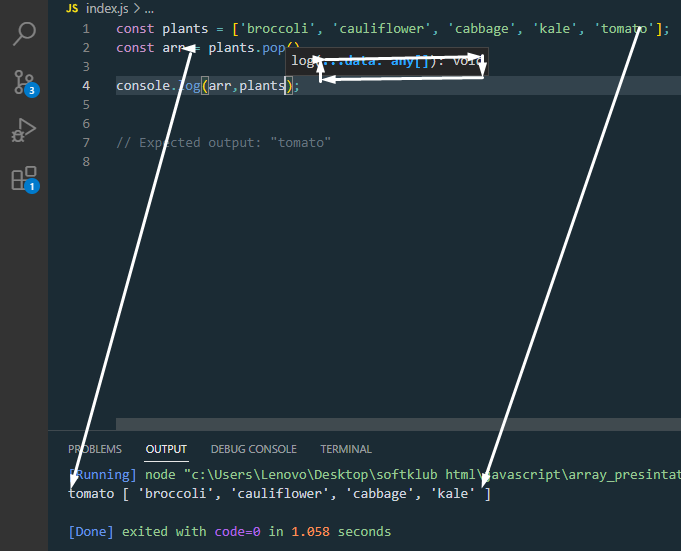 JS index.js > ...
1 const plants = ['broccoli', 'cauliflower', 'cabbage', 'kale', 'tomato'];
2 const arr = plants.pop()
log(...data: any[]): void
3
4 console.log(arr,plants);
5
6
7 // Expected output: "tomato"
8
3
1
PROBLEMS OUTPUT DEBUG CONSOLE TERMINAL
[Running] node "c:\Users\Lenovo\Desktop\softklub html\javascript\array_presintat
tomato [ 'broccoli', 'cauliflower', 'cabbage', 'kale' ]
[Done] exited with code=0 in 1.058 seconds